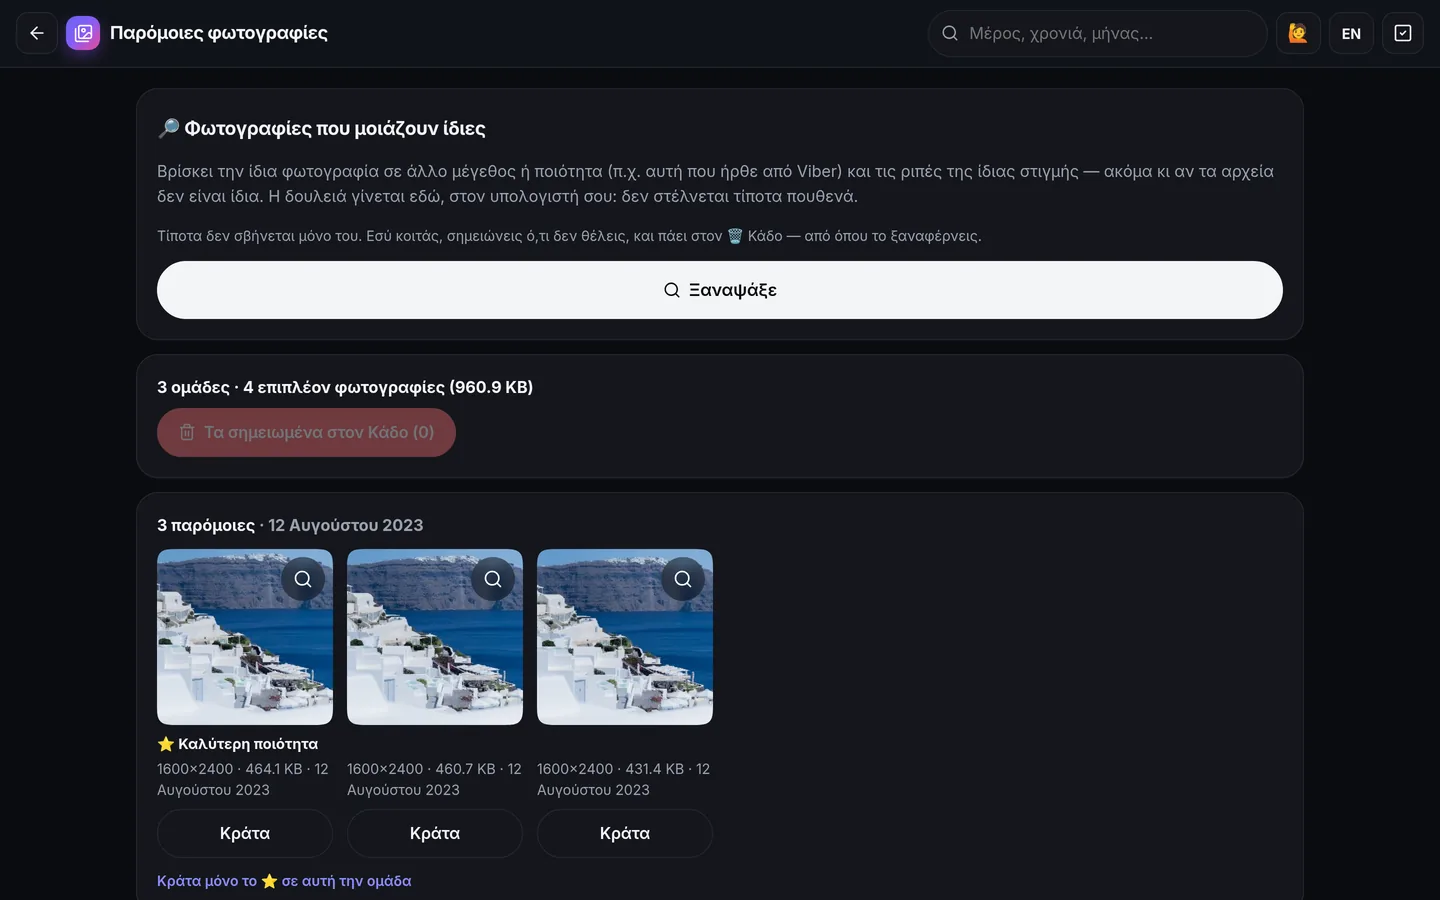 Παρόμοιες φωτογραφίες
Μέρος, χρονιά, μήνας...
EN
🔎 Φωτογραφίες που μοιάζουν ίδιες
Βρίσκει την ίδια φωτογραφία σε άλλο μέγεθος ή ποιότητα (π.χ. αυτή που ήρθε από Viber) και τις ριπές της ίδιας στιγμής — ακόμα κι αν τα αρχεία
δεν είναι ίδια. Η δουλειά γίνεται εδώ, στον υπολογιστή σου: δεν στέλνεται τίποτα πουθενά.
Τίποτα δεν σβήνεται μόνο του. Εσύ κοιτάς, σημειώνεις ό,τι δεν θέλεις, και πάει στον 🗑️ Κάδο — από όπου το ξαναφέρνεις.
Ξαναψάξε
3 ομάδες · 4 επιπλέον φωτογραφίες (960.9 KB)
Τα σημειωμένα στον Κάδο (0)
3 παρόμοιες · 12 Αυγούστου 2023
⭐ Καλύτερη ποιότητα
1600×2400 · 464.1 KB · 12
Αυγούστου 2023
1600×2400 · 460.7 KB · 12
Αυγούστου 2023
1600×2400 · 431.4 KB · 12
Αυγούστου 2023
Κράτα
Κράτα
Κράτα
Κράτα μόνο το ⭐ σε αυτή την ομάδα